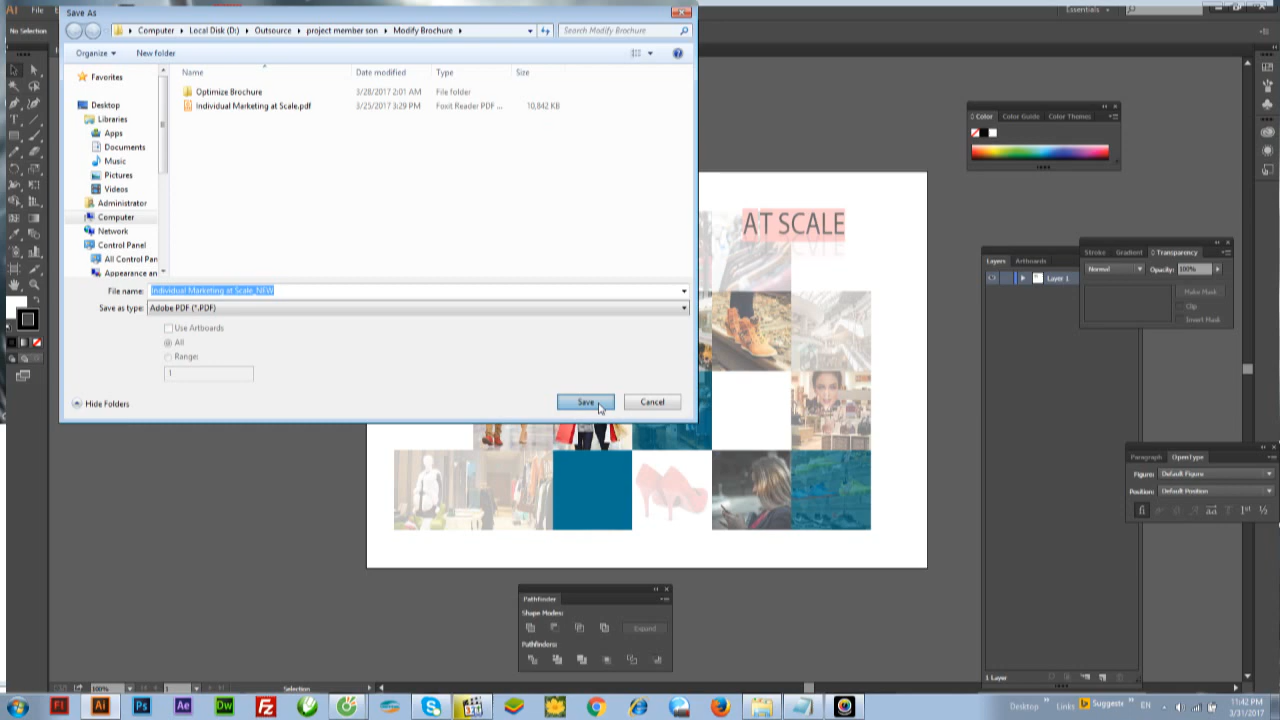 Ai File
Save As
Essentials
No Selection
Computer Local Disk (D:) Outsource project member son Modify Brochure
Search Modify Brochure
Organize New folder
Name Date modified Type Size
Optimize Brochure 3/28/2017 2:01 AM File folder
Individual Marketing at Scale.pdf 3/25/2017 3:29 PM Foxit Reader PDF ... 10,842 KB
Favorites
Desktop
Libraries
Apps
Documents
Music
Pictures
Videos
Administrator
Computer
Network
Control Panel
All Control Pan
Appearance an
File name: Individual Marketing at Scale_NEW
Save as type: Adobe PDF (*.PDF)
Use Artboards
All
Range:
1
Hide Folders
Save
Cancel
Color Color Guide Color Themes
AT SCALE
Stroke Gradient Transparency
Normal Opacity: 100%
Make Mask
Clip
Invert Mask
Layers Artboards
Layer 1
Paragraph OpenType
Figure: Default Figure
Position: Default Position
Pathfinder
Shape Modes:
Expand
Pathfinders:
1 Layer
100% 1 Selection
Fl Ai Ps Ae Dw Fz
Desktop Links Suggests EN
11:42 PM
3/31/2017